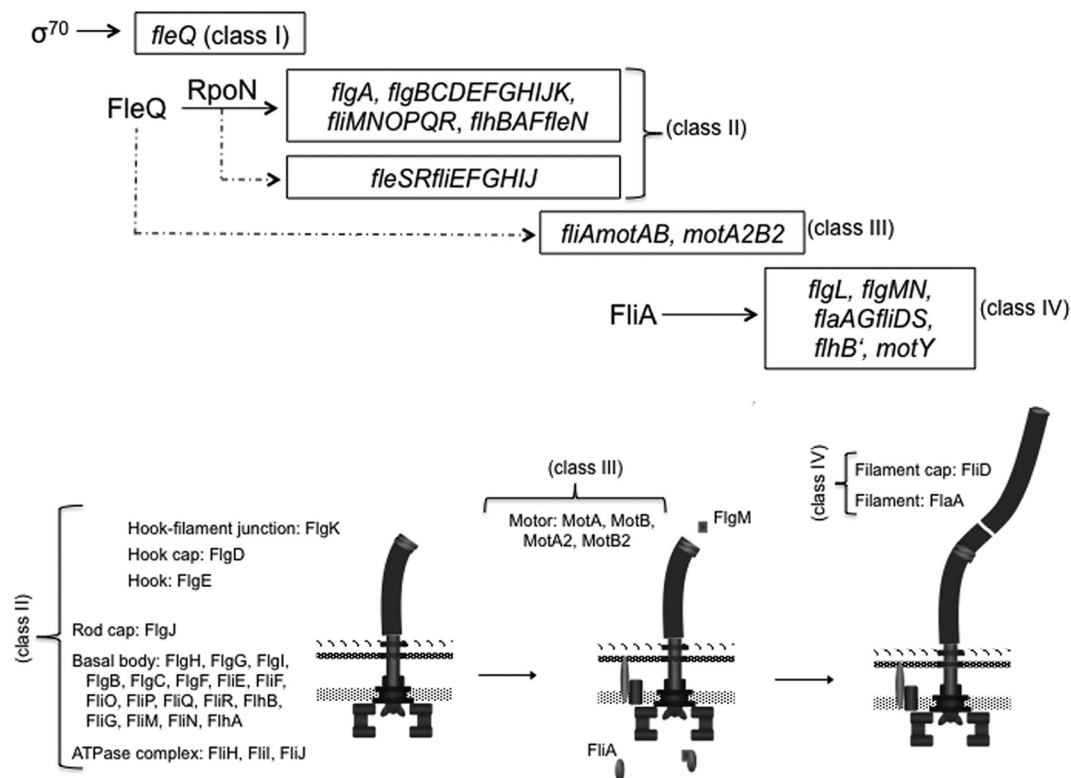 σ⁷⁰ fleQ (class I)
RpoN
FleQ
flgA, flgBCDEFGHIJK,
fliMNOPQR, flhBAFfleN
(class II)
fleSRfliEFGHIJ
fliAmotAB, motA2B2 (class III)
FliA
flgL, flgMN,
flaAGfliDS,
flhB‘, motY
(class IV)
(class II)
Hook-filament junction: FlgK
Hook cap: FlgD
Hook: FlgE
Rod cap: FlgJ
Basal body: FlgH, FlgG, FlgI,
FlgB, FlgC, FlgF, FliE, FliF,
FliO, FliP, FliQ, FliR, FlhB,
FliG, FliM, FliN, FlhA
ATPase complex: FliH, FliI, FliJ
(class III)
Motor: MotA, MotB,
MotA2, MotB2
FlgM
FliA
(class IV)
Filament cap: FliD
Filament: FlaA